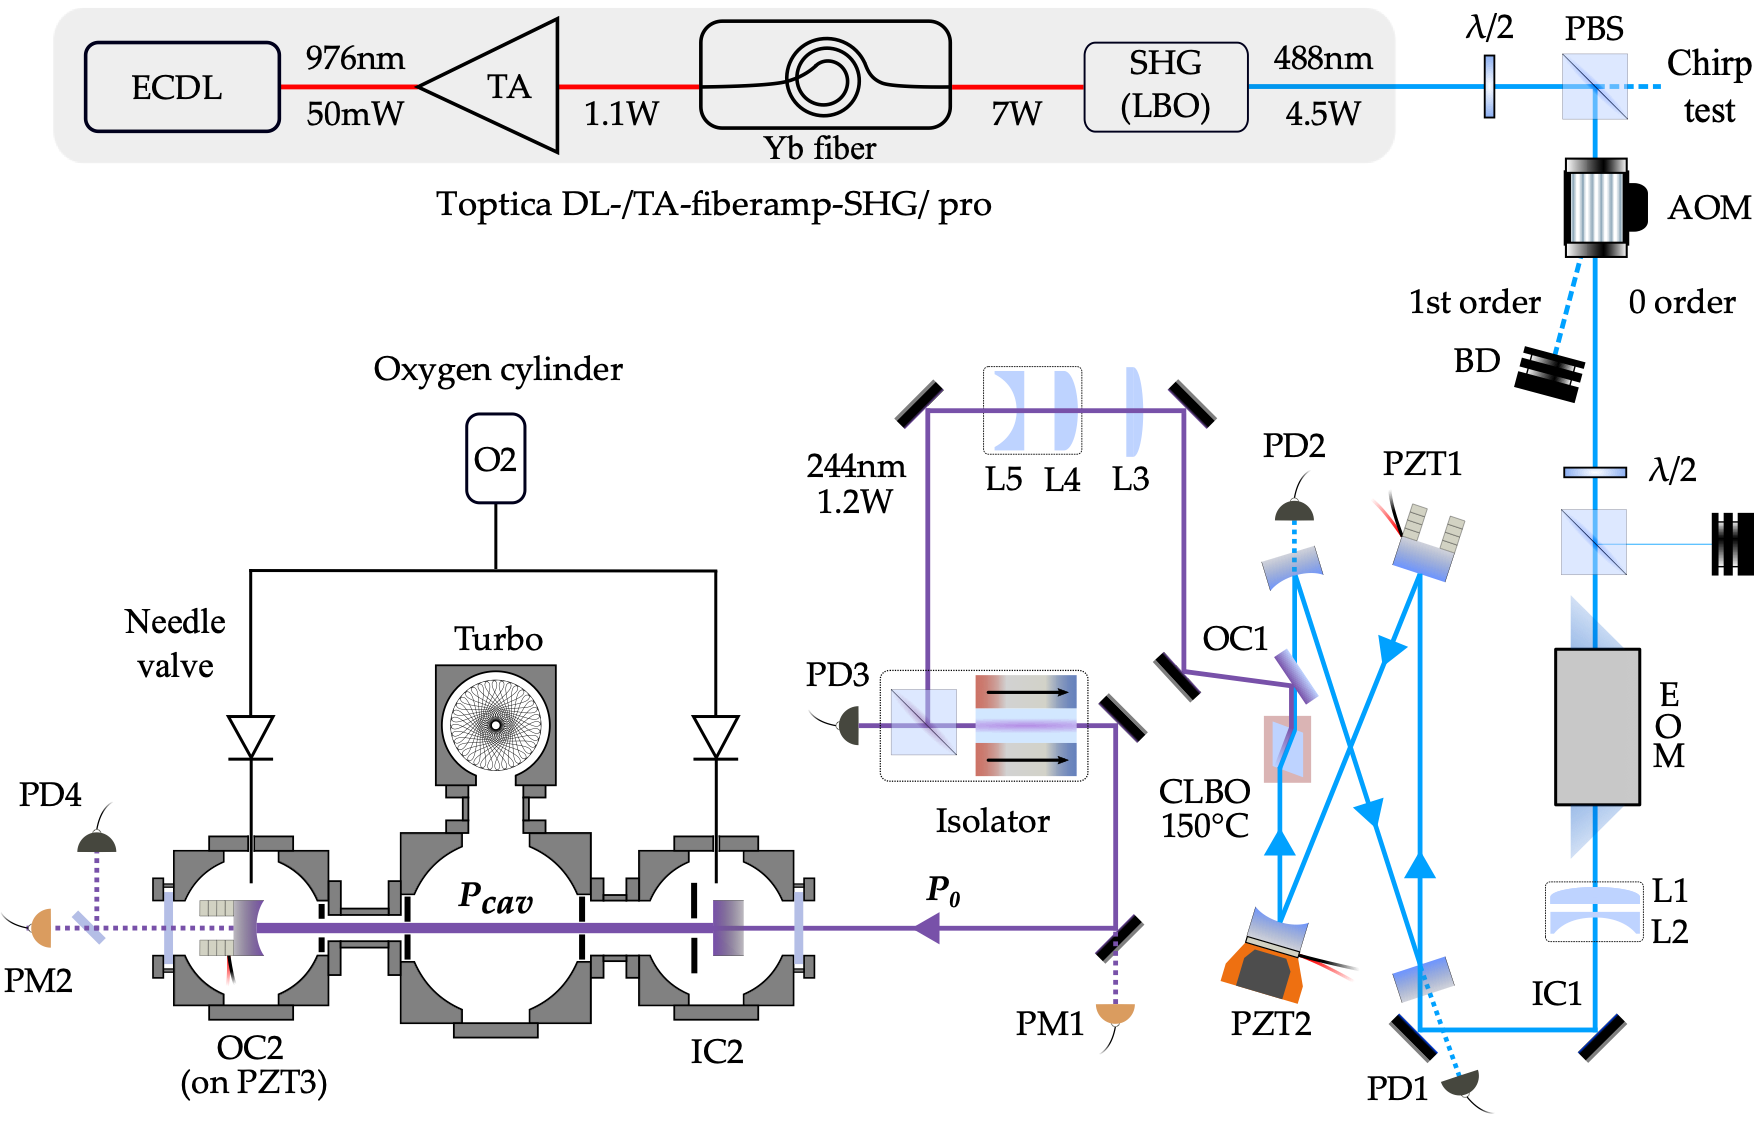 ECDL
976nm
50mW
TA
1.1W
Yb fiber
7W
SHG
(LBO)
488nm
4.5W
λ/2
PBS
Chirp
test
Toptica DL-/TA-fiberamp-SHG/ pro
AOM
1st order
0 order
BD
λ/2
Oxygen cylinder
O2
Needle
valve
Turbo
244nm
1.2W
L5
L4
L3
PD2
PZT1
OC1
PD3
Isolator
CLBO
150°C
E
O
M
L1
L2
IC1
PD4
PM2
Pcav
P0
OC2
(on PZT3)
IC2
PM1
PZT2
PD1